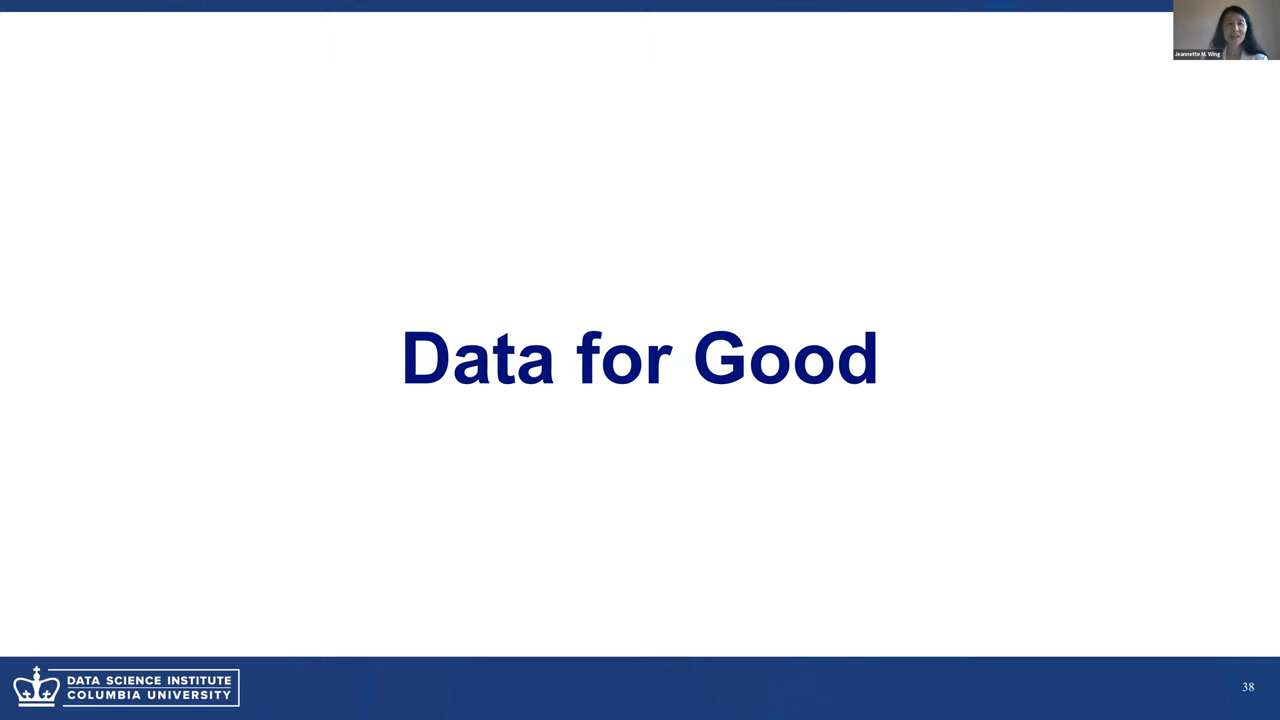 Jeannette M. Wing
Data for Good
DATA SCIENCE INSTITUTE
COLUMBIA UNIVERSITY
38